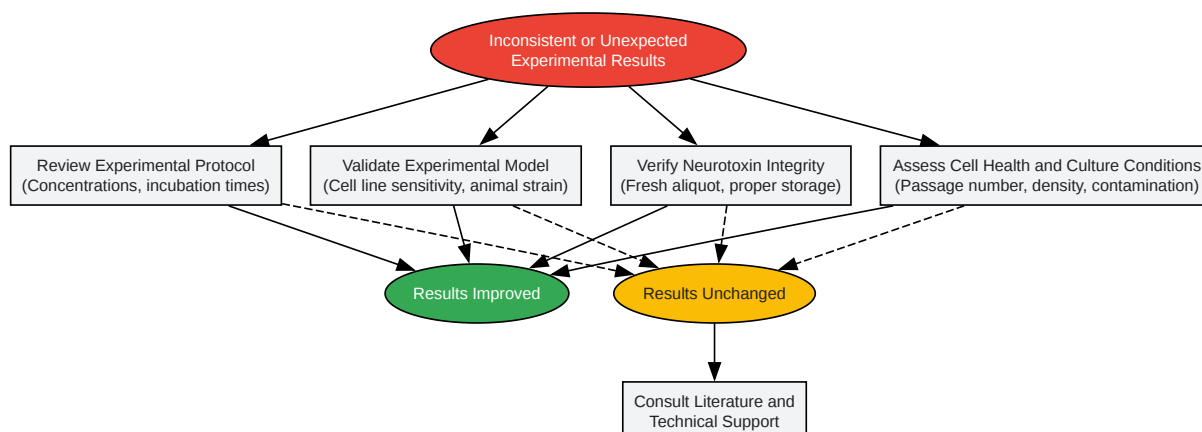 Inconsistent or Unexpected
Experimental Results
Review Experimental Protocol
(Concentrations, incubation times)
Validate Experimental Model
(Cell line sensitivity, animal strain)
Verify Neurotoxin Integrity
(Fresh aliquot, proper storage)
Assess Cell Health and Culture Conditions
(Passage number, density, contamination)
Results Improved
Results Unchanged
Consult Literature and
Technical Support